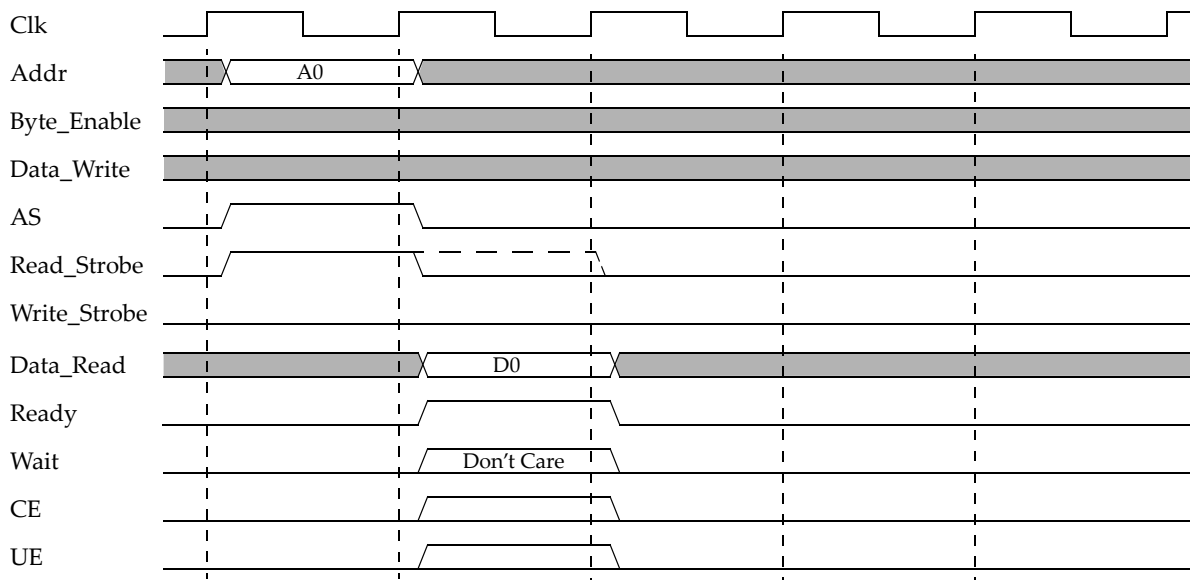 Clk
Addr A0
Byte_Enable
Data_Write
AS
Read_Strobe
Write_Strobe
Data_Read D0
Ready
Wait Don't Care
CE
UE